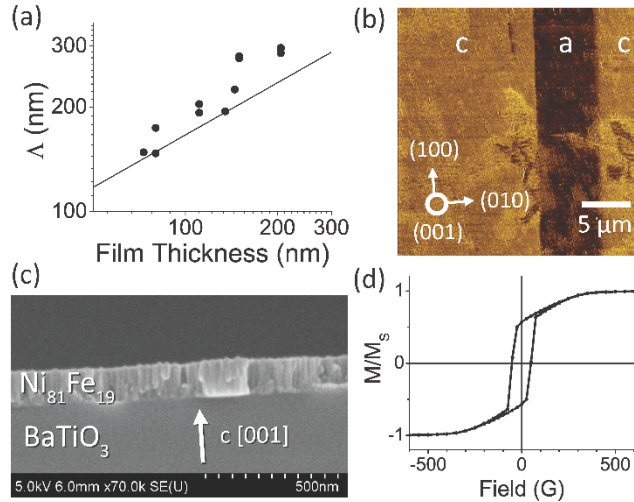 (a)
300
200
100
Λ (nm)
100
200
300
Film Thickness (nm)
(b)
c
a
c
(100)
(010)
(001)
5 μm
(c)
Ni81Fe19
BaTiO3
c [001]
5.0kV 6.0mm x70.0k SE(U)
500nm
(d)
1
0
-1
M/Ms
-500
0
500
Field (G)